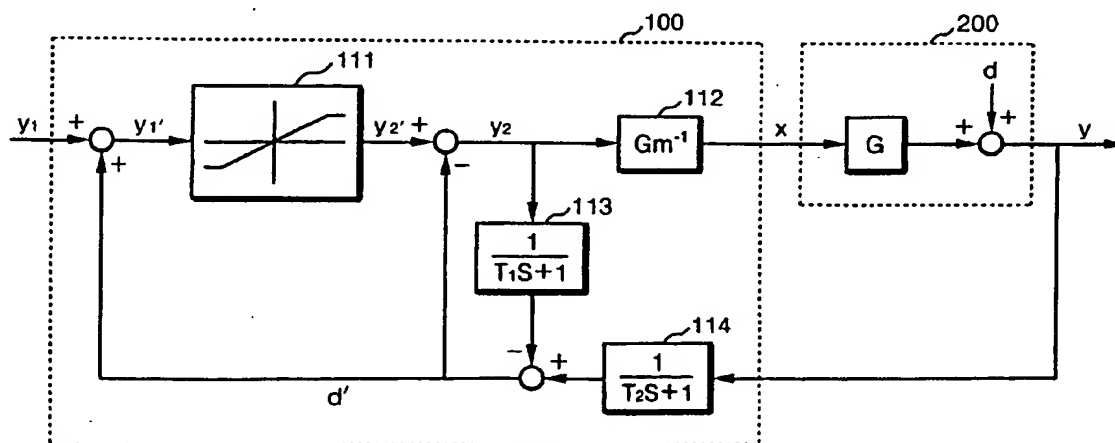 100
200
111
d
112
y1 + y1' y2' + y2 x + + y
Gm⁻¹
G
+
−
113
1
T1S+1
114
− +
1
T2S+1
d'